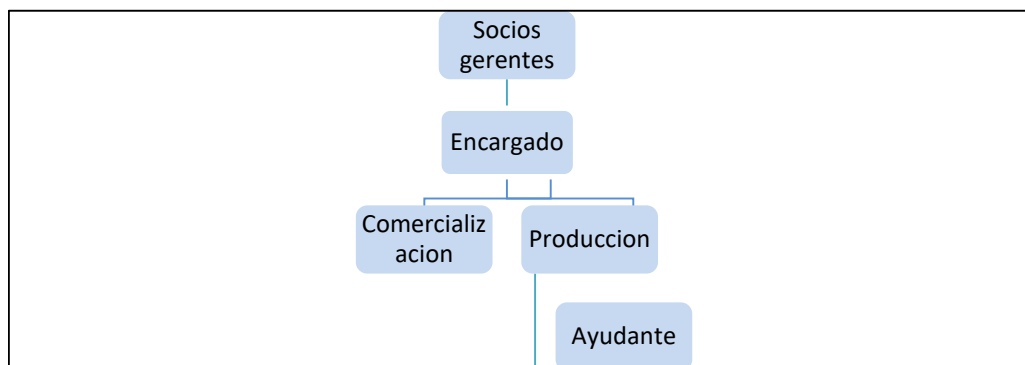 Socios
gerentes
Encargado
Comercializ
acion
Produccion
Ayudante